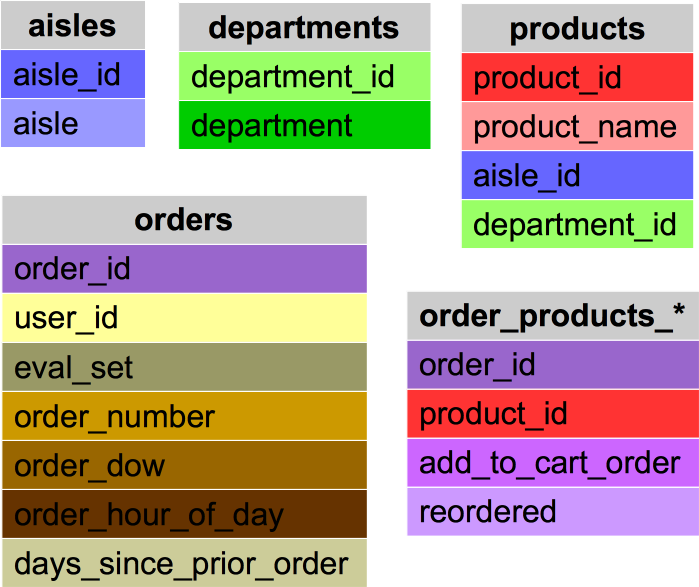 aisles
aisle_id
aisle
departments
department_id
department
products
product_id
product_name
aisle_id
department_id
orders
order_id
user_id
eval_set
order_number
order_dow
order_hour_of_day
days_since_prior_order
order_products_*
order_id
product_id
add_to_cart_order
reordered